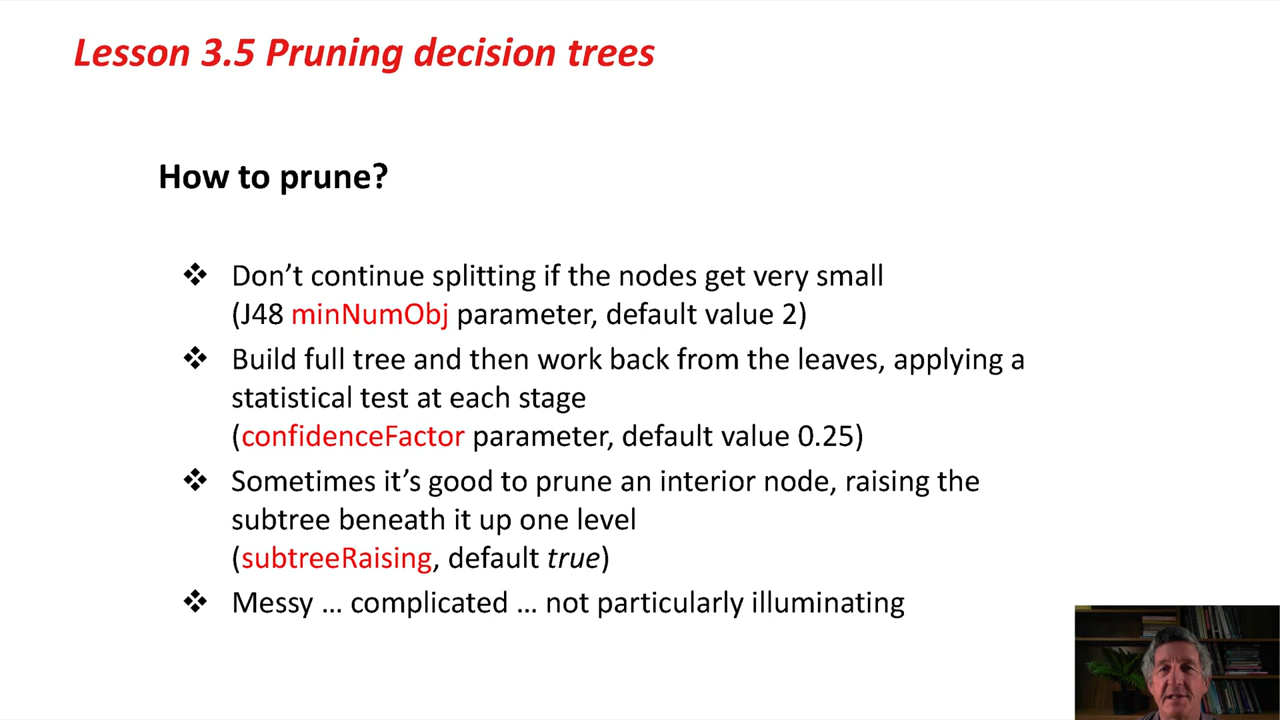 Lesson 3.5 Pruning decision trees
How to prune?
❖ Don’t continue splitting if the nodes get very small
(J48 minNumObj parameter, default value 2)
❖ Build full tree and then work back from the leaves, applying a
statistical test at each stage
(confidenceFactor parameter, default value 0.25)
❖ Sometimes it’s good to prune an interior node, raising the
subtree beneath it up one level
(subtreeRaising, default true)
❖ Messy … complicated … not particularly illuminating